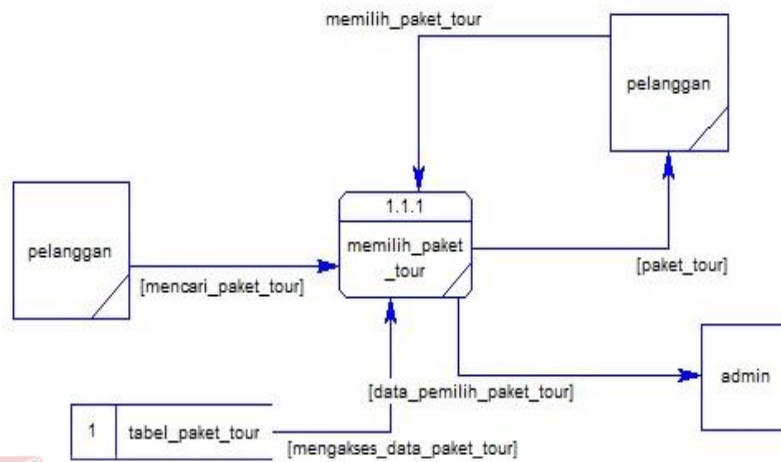 memilih_paket_tour
pelanggan
1.1.1
pelanggan
memilih_paket
_tour
[mencari_paket_tour]
[paket_tour]
admin
[data_pemilih_paket_tour]
1
tabel_paket_tour
[mengakses_data_paket_tour]